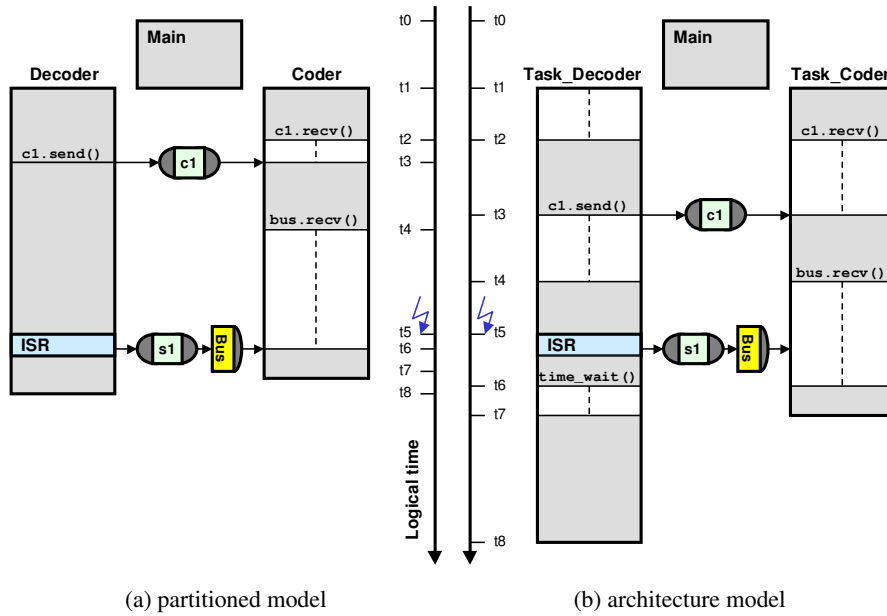 Main
Decoder
Coder
c1.recv()
c1.send()
c1
bus.recv()
ISR
s1
Bus
t0
t1
t2
t3
t4
t5
t6
t7
t8
Logical time
t0
t1
t2
t3
t4
t5
t6
t7
t8
Main
Task_Decoder
Task_Coder
c1.recv()
c1.send()
c1
bus.recv()
ISR
s1
Bus
time_wait()
(a) partitioned model
(b) architecture model